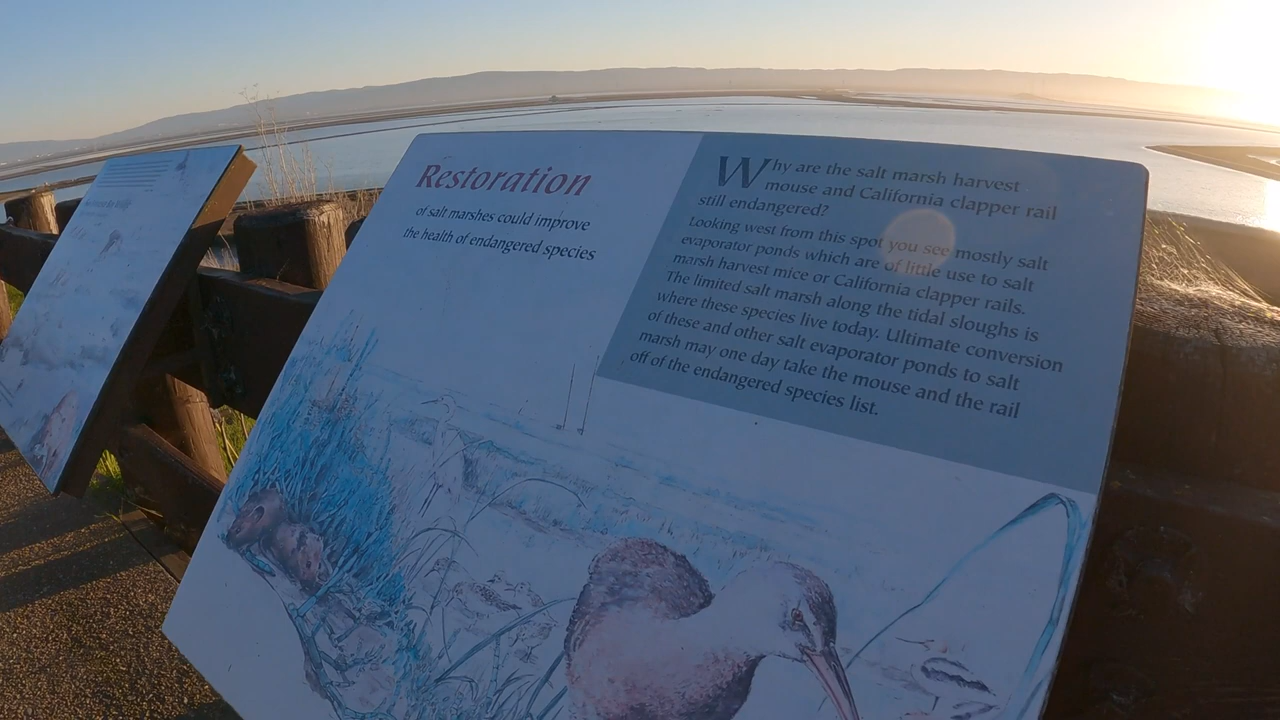 Restoration
of salt marshes could improve
the health of endangered species
Why are the salt marsh harvest
mouse and California clapper rail
still endangered?
Looking west from this spot you see mostly salt
evaporator ponds which are of little use to salt
marsh harvest mice or California clapper rails.
The limited salt marsh along the tidal sloughs is
where these species live today. Ultimate conversion
of these and other salt evaporator ponds to salt
marsh may one day take the mouse and the rail
off of the endangered species list.